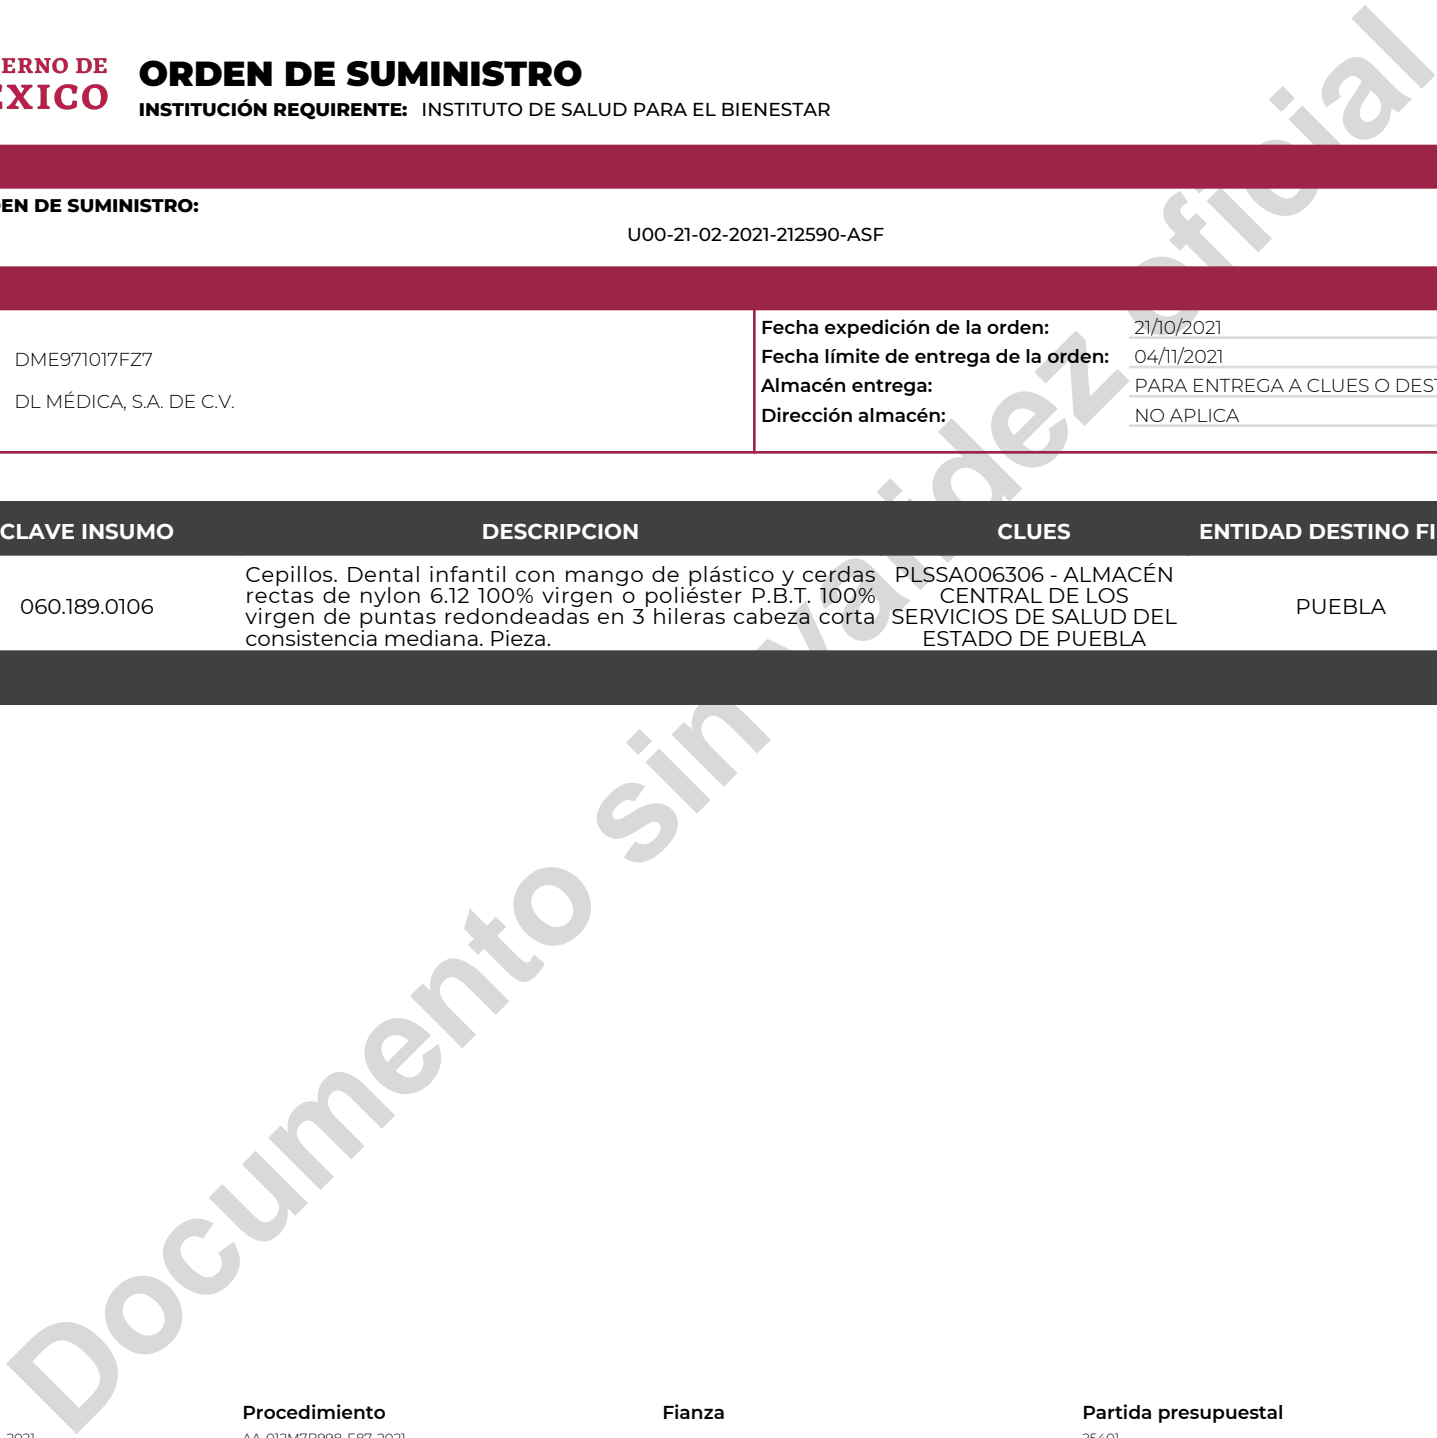 ERNO DE
ORDEN DE SUMINISTRO
INSTITUCIÓN REQUIRENTE: INSTITUTO DE SALUD PARA EL BIENESTAR
EXICO
EN DE SUMINISTRO:
U00-21-02-2021-212590-ASF
Fecha expedición de la orden: 21/10/2021
DME971017FZ7
Fecha límite de entrega de la orden: 04/11/2021
Almacén entrega: PARA ENTREGA A CLUES O DEST
DL MÉDICA, S.A. DE C.V.
Dirección almacén: NO APLICA
CLAVE INSUMO DESCRIPCION CLUES ENTIDAD DESTINO FI
060.189.0106
Cepillos. Dental infantil con mango de plástico y cerdas
rectas de nylon 6.12 100% virgen o poliéster P.B.T. 100%
virgen de puntas redondeadas en 3 hileras cabeza corta
consistencia mediana. Pieza.
PLSSA006306 - ALMACÉN
CENTRAL DE LOS
SERVICIOS DE SALUD DEL
ESTADO DE PUEBLA
PUEBLA
Documento sin validez oficial
Procedimiento Fianza Partida presupuestal